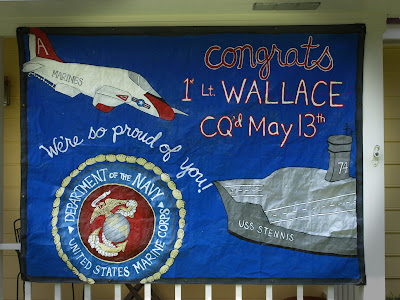 congrats
1st Lt. WALLACE
CQ'd May 13th
A
MARINES
We're so proud of you!
DEPARTMENT OF THE NAVY
UNITED STATES MARINE CORPS
74
USS STENNIS